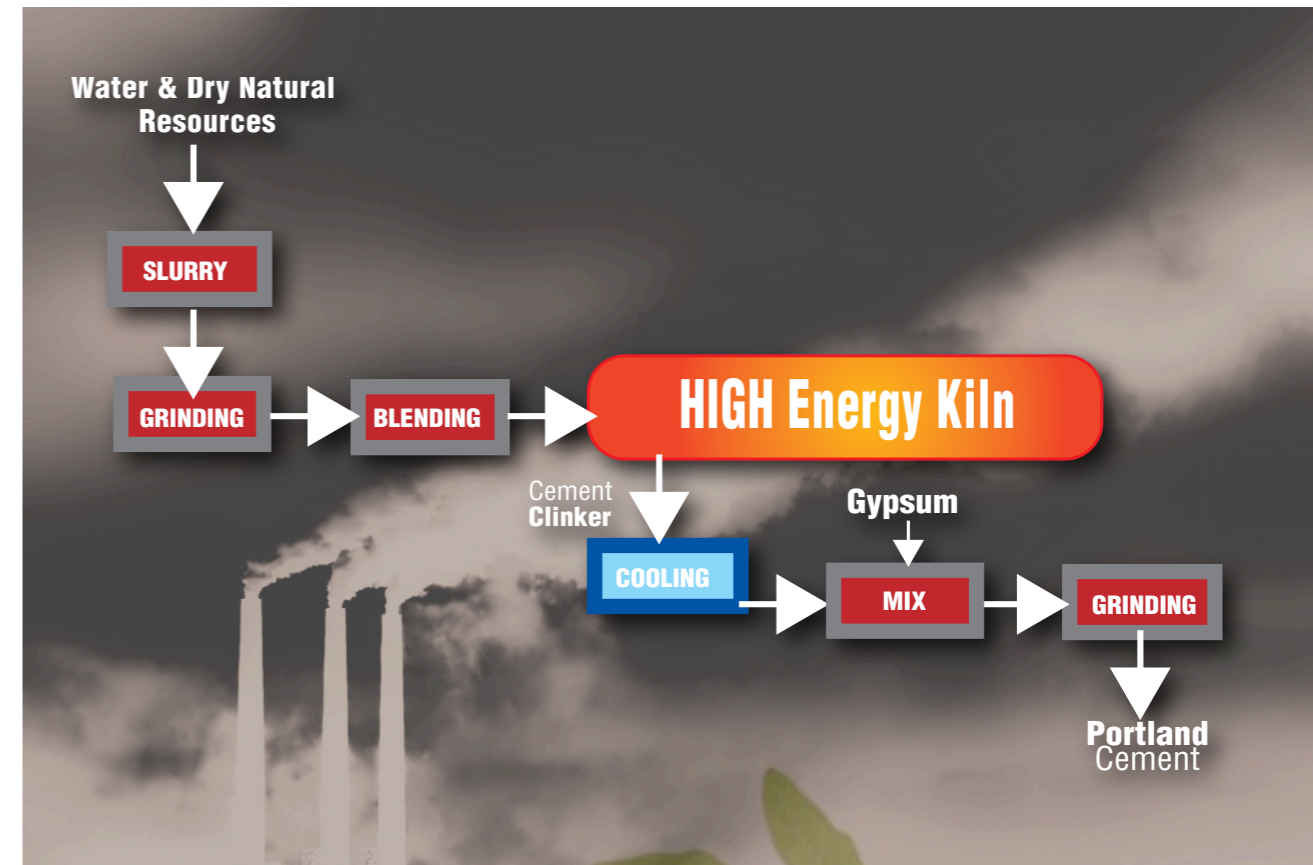 Water & Dry Natural
Resources
SLURRY
GRINDING
BLENDING
HIGH Energy Kiln
Cement
Clinker
COOLING
Gypsum
MIX
GRINDING
Portland
Cement